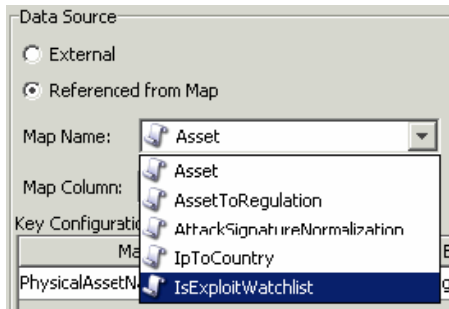 Data Source
External
Referenced from Map
Map Name: Asset
Asset
Map Column:
AssetToRegulation
Key Configuratio
AttackSignatureNormalization
Ma
IpToCountry
E
PhysicalAssetN
IsExploitWatchlist
g